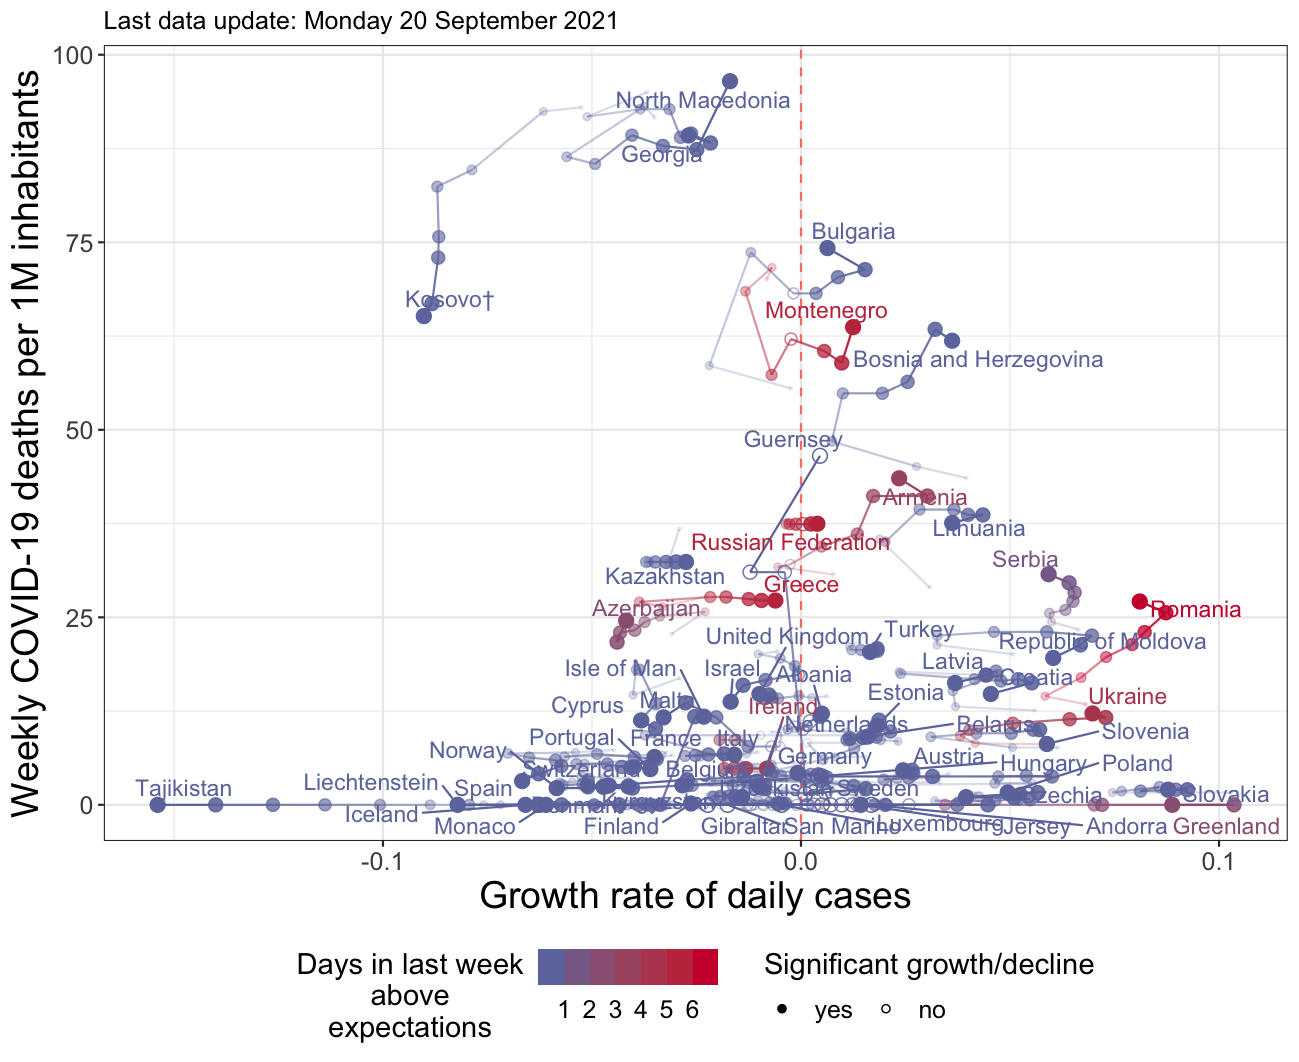 Last data update: Monday 20 September 2021
Weekly COVID-19 deaths per 1M inhabitants
100
75
50
25
0
North Macedonia
Georgia
Bulgaria
Kosovo†
Montenegro
Bosnia and Herzegovina
Guernsey
Armenia
Lithuania
Russian Federation
Serbia
Kazakhstan
Greece
Azerbaijan
Romania
United Kingdom
Turkey
Republic of Moldova
Isle of Man
Israel
Albania
Latvia
Croatia
Cyprus
Malta
Ireland
Estonia
Ukraine
Portugal
France
Italy
Netherlands
Belarus
Slovenia
Norway
Switzerland
Belgium
Germany
Austria
Hungary
Poland
Tajikistan
Liechtenstein
Spain
Kyrgyzstan
Sweden
Czechia
Slovakia
Iceland
Monaco
Finland
Gibraltar
San Marino
Luxembourg
Jersey
Andorra
Greenland
-0.1
0.0
0.1
Growth rate of daily cases
Days in last week
above
expectations
1 2 3 4 5 6
Significant growth/decline
yes
no